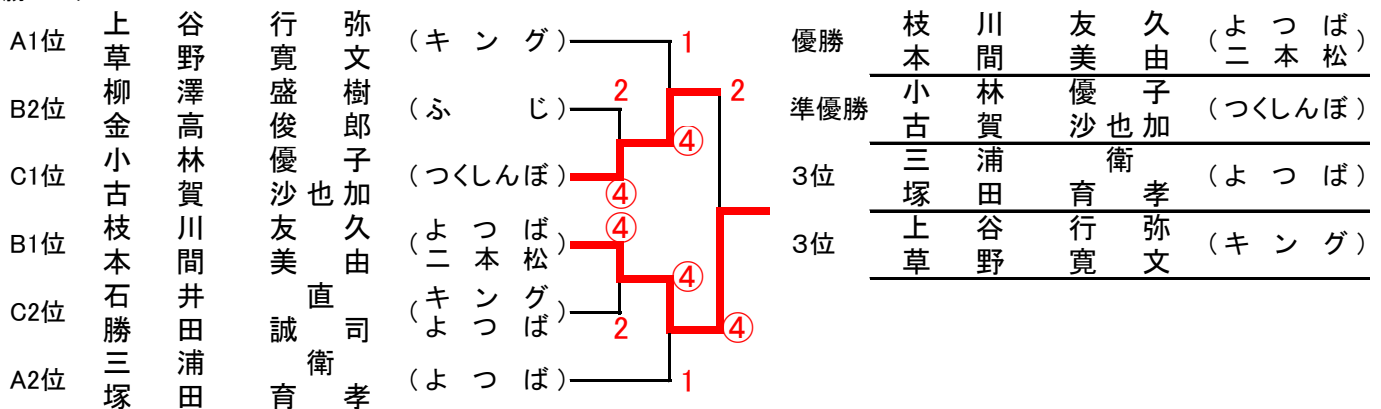 上谷行弥
A1位 (キング) 1
草野寛文
柳澤盛樹 2
B2位 (ふじ) 2
金高俊郎 ④
小林優子
C1位 (つくしんぼ)
古賀沙也加 ④
枝川友久 (よつば ④
B1位
本間美由 二本松) ④
石井直 (キング
C2位
勝田誠司 よつば) 2 ④
三浦衛
A2位 (よつば) 1
塚田育孝
枝川友久 (よつば
優勝
本間美由 二本松)
小林優子
準優勝 (つくしんぼ)
古賀沙也加
三浦衛
3位 (よつば)
塚田育孝
上谷行弥
3位 (キング)
草野寛文